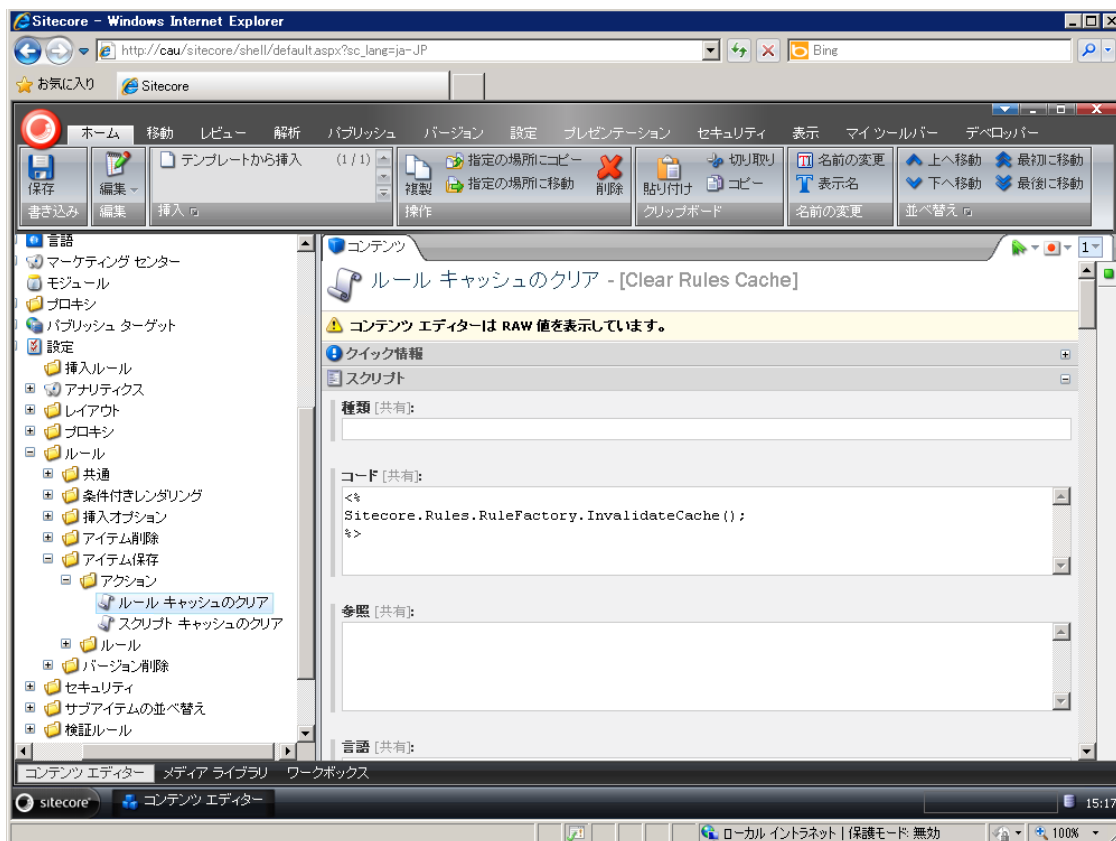 Sitecore - Windows Internet Explorer
http://cau/sitecore/shell/default.aspx?sc_lang=ja-JP
Bing
お気に入り Sitecore
ホーム 移動 レビュー 解析 パブリッシュ バージョン 設定 プレゼンテーション セキュリティ 表示 マイ ツールバー デベロッパー
テンプレートから挿入 (1 / 1) 指定の場所にコピー 切り取り 名前の変更 上へ移動 最初に移動
保存 編集 複製 指定の場所に移動 削除 貼り付け コピー 表示名 下へ移動 最後に移動
書き込み 編集 挿入 操作 クリップボード 名前の変更 並べ替え
言語
マーケティング センター
モジュール
プロキシ
パブリッシュ ターゲット
設定
挿入ルール
アナリティクス
レイアウト
プロキシ
ルール
共通
条件付きレンダリング
挿入オプション
アイテム削除
アイテム保存
アクション
ルール キャッシュのクリア
スクリプト キャッシュのクリア
ルール
バージョン削除
セキュリティ
サブアイテムの並べ替え
検証ルール
コンテンツ 1
ルール キャッシュのクリア - [Clear Rules Cache]
コンテンツ エディターは RAW 値を表示しています。
クイック情報
スクリプト
種類 [共有]:
コード [共有]:
<%
Sitecore.Rules.RuleFactory.InvalidateCache();
%>
参照 [共有]:
言語 [共有]:
コンテンツ エディター メディア ライブラリ ワークボックス
sitecore コンテンツ エディター 15:17
ローカル イントラネット | 保護モード: 無効 100%